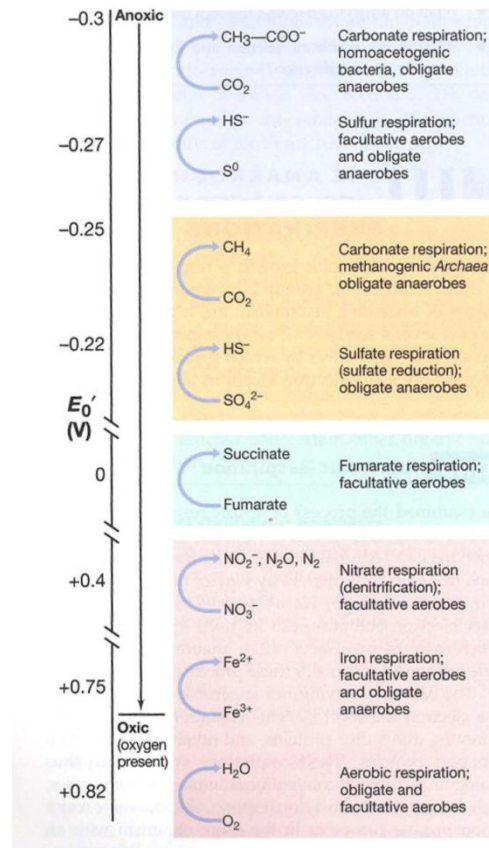 −0.3
Anoxic
CH₃—COO⁻
CO₂
Carbonate respiration;
homoacetogenic
bacteria, obligate
anaerobes
−0.27
HS⁻
S⁰
Sulfur respiration;
facultative aerobes
and obligate
anaerobes
−0.25
CH₄
CO₂
Carbonate respiration;
methanogenic Archaea
obligate anaerobes
−0.22
HS⁻
SO₄²⁻
Sulfate respiration
(sulfate reduction);
obligate anaerobes
E₀′
(V)
0
Succinate
Fumarate
Fumarate respiration;
facultative aerobes
+0.4
NO₂⁻, N₂O, N₂
NO₃⁻
Nitrate respiration
(denitrification);
facultative aerobes
+0.75
Fe²⁺
Fe³⁺
Iron respiration;
facultative aerobes
and obligate
anaerobes
Oxic
(oxygen
present)
+0.82
H₂O
O₂
Aerobic respiration;
obligate and
facultative aerobes